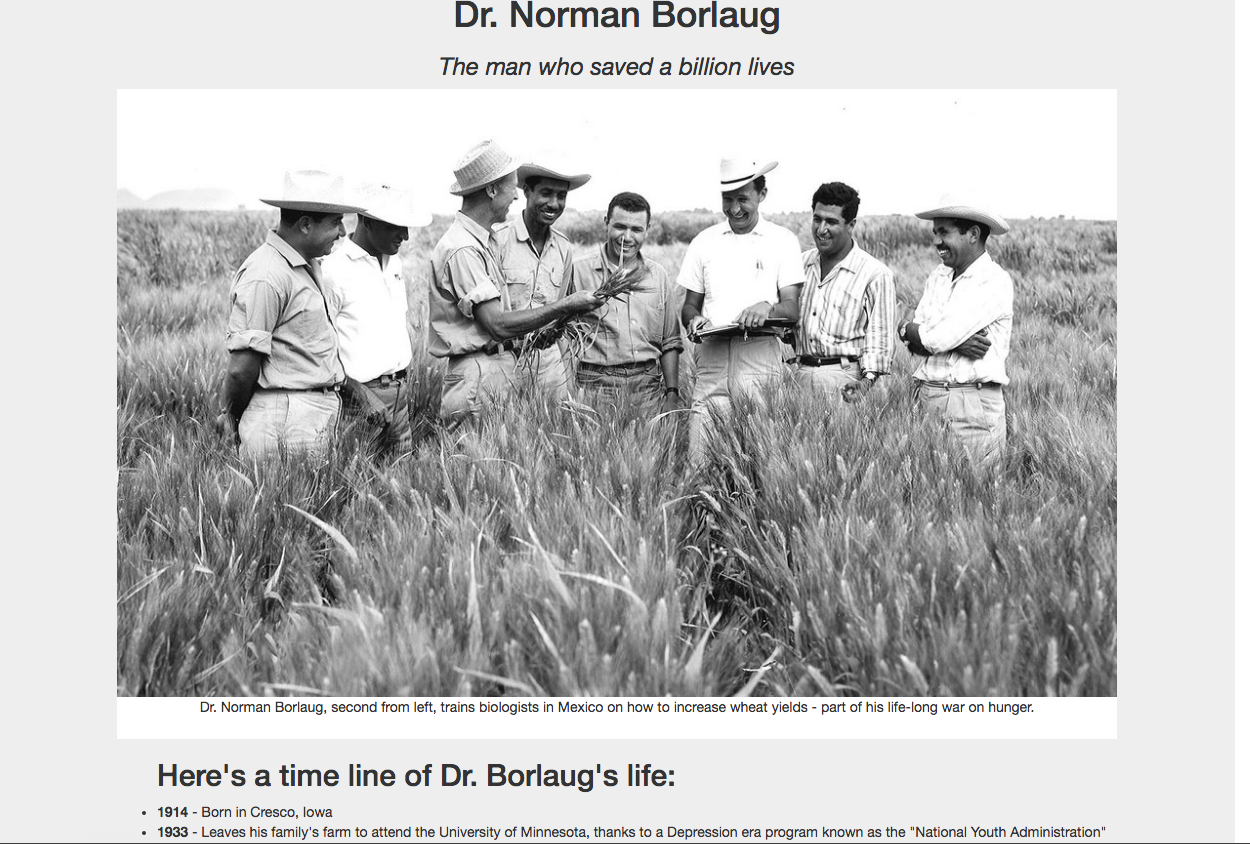 Dr. Norman Borlaug
The man who saved a billion lives
Dr. Norman Borlaug, second from left, trains biologists in Mexico on how to increase wheat yields - part of his life-long war on hunger.
Here's a time line of Dr. Borlaug's life:
• 1914 - Born in Cresco, Iowa
• 1933 - Leaves his family's farm to attend the University of Minnesota, thanks to a Depression era program known as the "National Youth Administration"